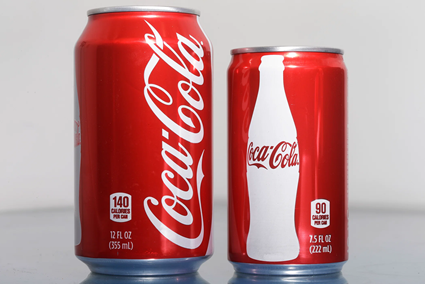 Coca-Cola
140
CALORIES
PER CAN
12 FL OZ
(355 mL)
Coca-Cola
90
CALORIES
PER CAN
7.5 FL OZ
(222 mL)